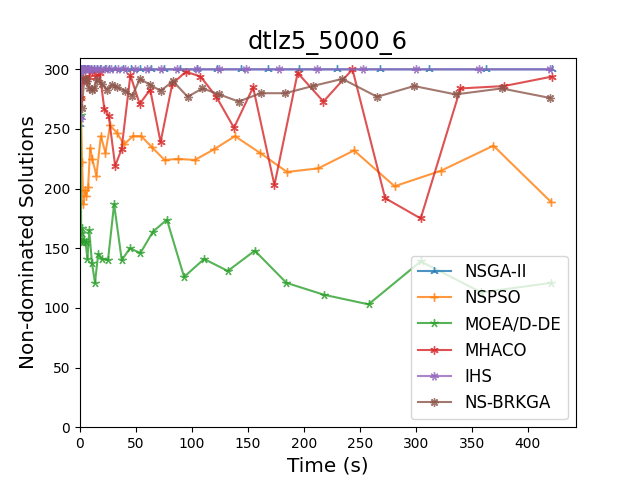 dtlz5_5000_6
Non-dominated Solutions
300
250
200
150
100
50
0
0 50 100 150 200 250 300 350 400
Time (s)
NSGA-II
NSPSO
MOEA/D-DE
MHACO
IHS
NS-BRKGA